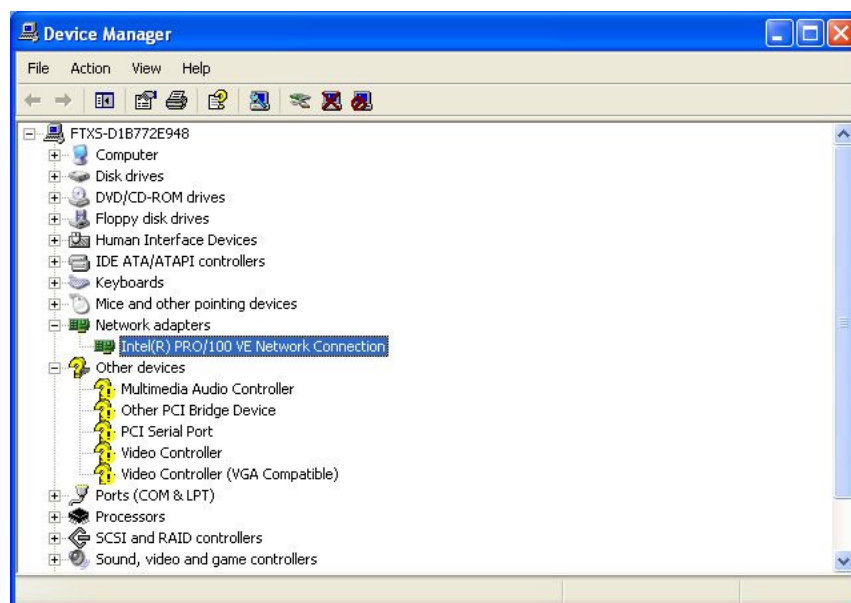 Device Manager
File Action View Help
FTXS-D1B772E948
Computer
Disk drives
DVD/CD-ROM drives
Floppy disk drives
Human Interface Devices
IDE ATA/ATAPI controllers
Keyboards
Mice and other pointing devices
Network adapters
Intel(R) PRO/100 VE Network Connection
Other devices
Multimedia Audio Controller
Other PCI Bridge Device
PCI Serial Port
Video Controller
Video Controller (VGA Compatible)
Ports (COM & LPT)
Processors
SCSI and RAID controllers
Sound, video and game controllers